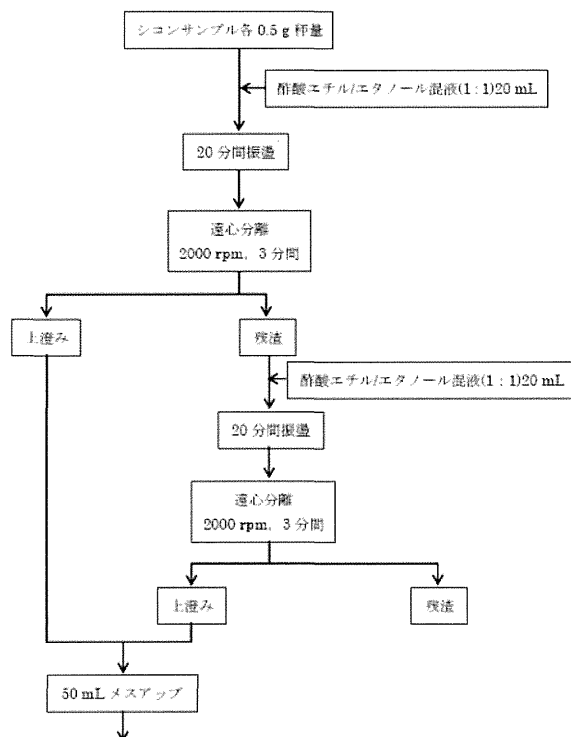 シコンサンプル各 0.5 g 秤量
酢酸エチル/エタノール混液(1 : 1)20 mL
20 分間振盪
遠心分離
2000 rpm, 3 分間
上澄み
残渣
酢酸エチル/エタノール混液(1 : 1)20 mL
20 分間振盪
遠心分離
2000 rpm, 3 分間
上澄み
残渣
50 mL メスアップ